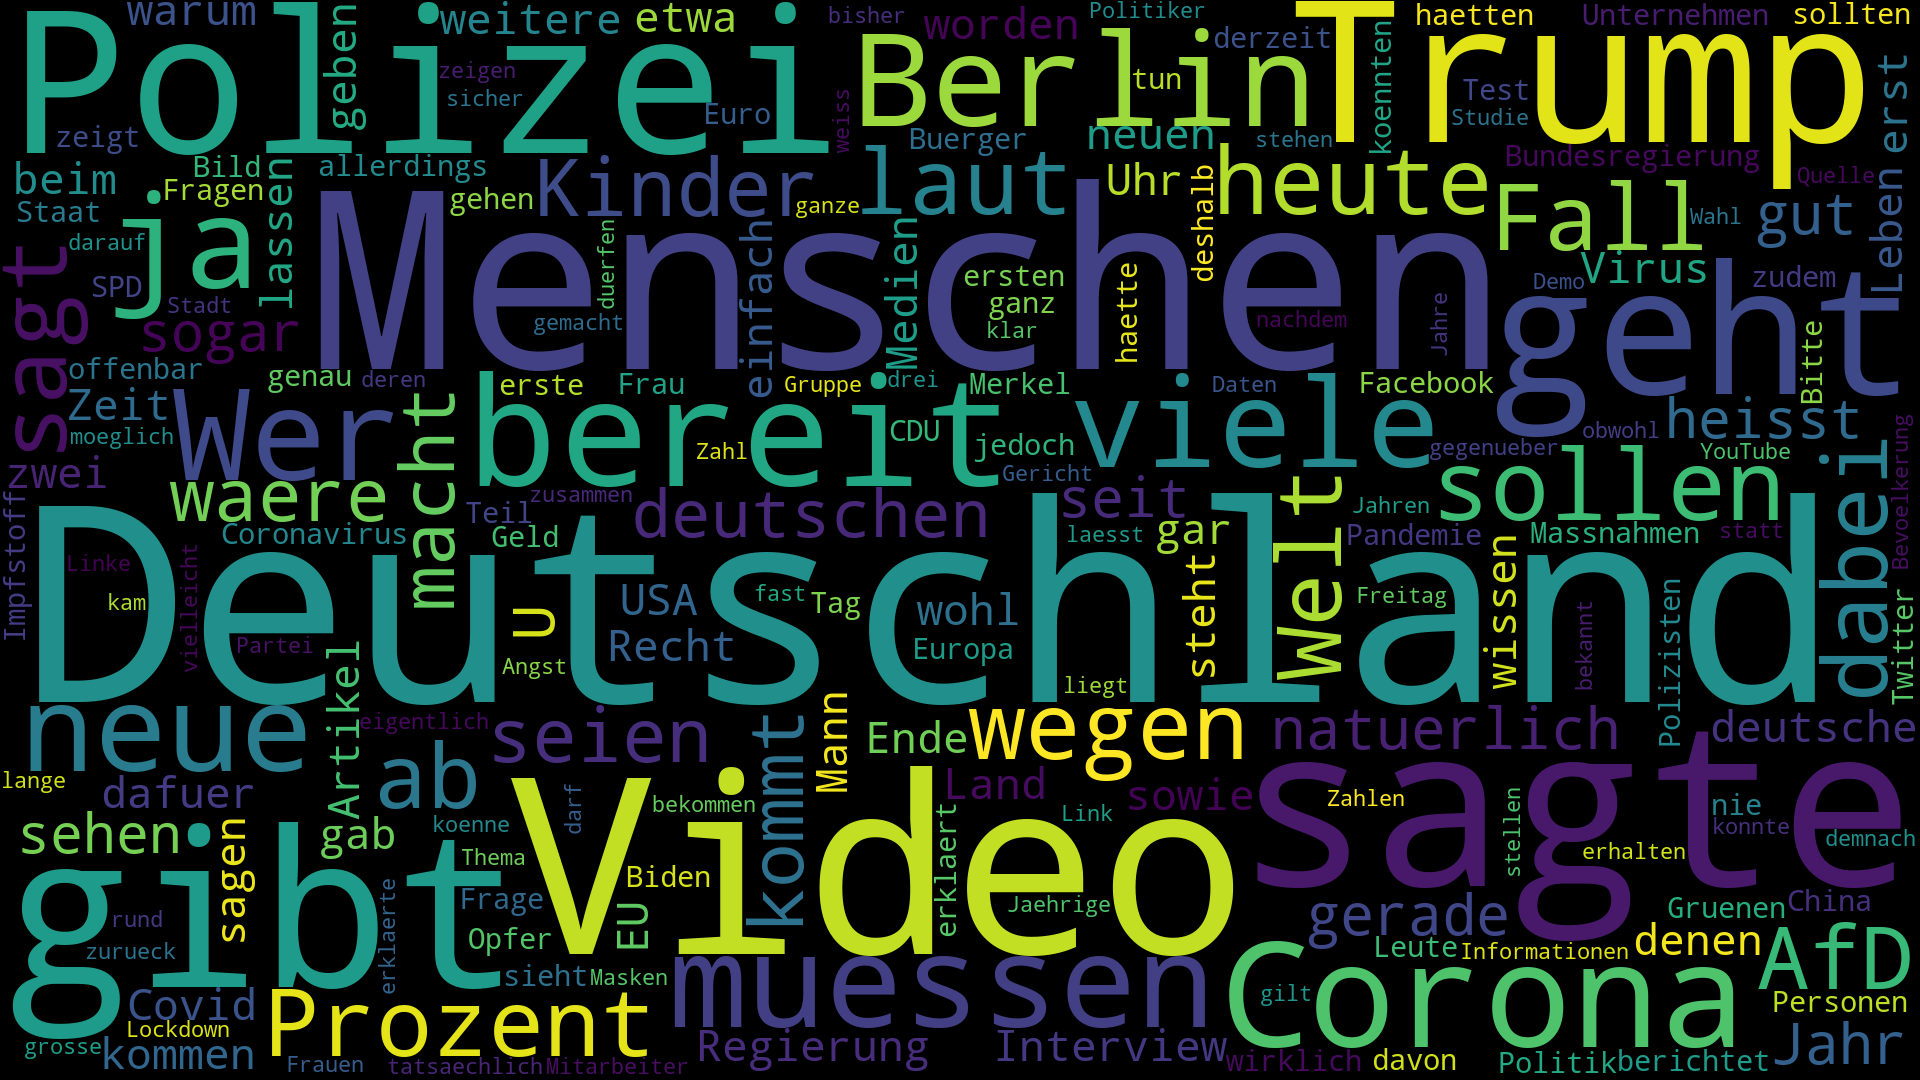 Polizei
warum
geben
weitere
etwa
zeigen
sicher
Euro
bisher
weiss
worden
Berlin
Politiker
tun
derzeit
Trump
haetten
koennten
Unternehmen
sollten
Test
Studie
erst
zeigt
Buerger
neuen
stehen
Bundesregierung
Quelle
beim
Bild
Fragen
allerdings
lassen
Staat
darauf
ja
Kinder
gehen
ganze
laut
Uhr
deshalb
heute
Fall
Wahl
gut
Leben
SPD
Stadt
sagt
sogar
Menschen
duerfen
gemacht
einfach
Medien
ersten
ganz
klar
haette
nachdem
Jahre
Demo
Virus
zudem
geht
Bitte
offenbar
genau
deren
erste
Frau
Gruppe
drei
Merkel
Daten
Facebook
Zeit
moeglich
Wer
macht
bereit
Zahl
CDU
jedoch
viele
gegenueber
obwohl
heisst
YouTube
Bevoelkerung
zwei
waere
Teil
zusammen
deutschen
Gericht
seit
Welt
Jahren
sollen
dabei
Impfstoff
Coronavirus
Geld
laesst
gar
Pandemie
Massnahmen
statt
Deutschland
Linke
kam
vielleicht
Partei
U
Angst
USA
Recht
fast
Tag
wohl
Europa
liegt
steht
Freitag
wissen
bekannt
Polizisten
Twitter
neue
Artikel
eigentlich
seien
kommt
Mann
Ende
wegen
natuerlich
deutsche
lange
dafuer
ab
darf
bekommen
Land
Link
sowie
Zahlen
sagte
nie
konnte
demnach
sehen
sagen
gab
koenne
Thema
Video
Biden
erklaert
stellen
erhalten
gibt
rund
zurueck
erklaerte
Frage
Opfer
EU
Jaehrige
gerade
Gruenen
China
Leute
Informationen
denen
AfD
Covid
sieht
Masken
muessen
Corona
gilt
Personen
Lockdown
Prozent
grosse
kommen
Frauen
tatsaechlich
Mitarbeiter
Regierung
Interview
wirklich
davon
Politik
berichtet
Jahr